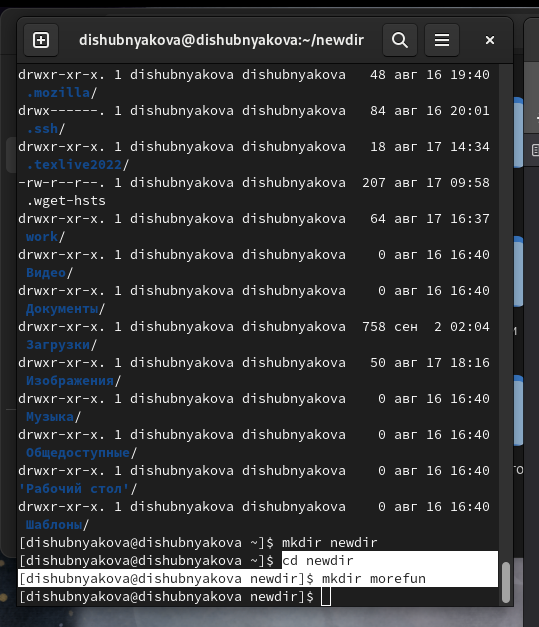 dishubnyakova@dishubnyakova:~/newdir
drwxr-xr-x. 1 dishubnyakova dishubnyakova 48 авг 16 19:40
.mozilla/
drwx------. 1 dishubnyakova dishubnyakova 84 авг 16 20:01
.ssh/
drwxr-xr-x. 1 dishubnyakova dishubnyakova 18 авг 17 14:34
.texlive2022/
-rw-r--r--. 1 dishubnyakova dishubnyakova 207 авг 17 09:58
.wget-hsts
drwxr-xr-x. 1 dishubnyakova dishubnyakova 64 авг 17 16:37
work/
drwxr-xr-x. 1 dishubnyakova dishubnyakova 0 авг 16 16:40
Видео/
drwxr-xr-x. 1 dishubnyakova dishubnyakova 0 авг 16 16:40
Документы/
drwxr-xr-x. 1 dishubnyakova dishubnyakova 758 сен 2 02:04
Загрузки/
drwxr-xr-x. 1 dishubnyakova dishubnyakova 50 авг 17 18:16
Изображения/
drwxr-xr-x. 1 dishubnyakova dishubnyakova 0 авг 16 16:40
Музыка/
drwxr-xr-x. 1 dishubnyakova dishubnyakova 0 авг 16 16:40
Общедоступные/
drwxr-xr-x. 1 dishubnyakova dishubnyakova 0 авг 16 16:40
'Рабочий стол'/
drwxr-xr-x. 1 dishubnyakova dishubnyakova 0 авг 16 16:40
Шаблоны/
[dishubnyakova@dishubnyakova ~]$ mkdir newdir
[dishubnyakova@dishubnyakova ~]$ cd newdir
[dishubnyakova@dishubnyakova newdir]$ mkdir morefun
[dishubnyakova@dishubnyakova newdir]$